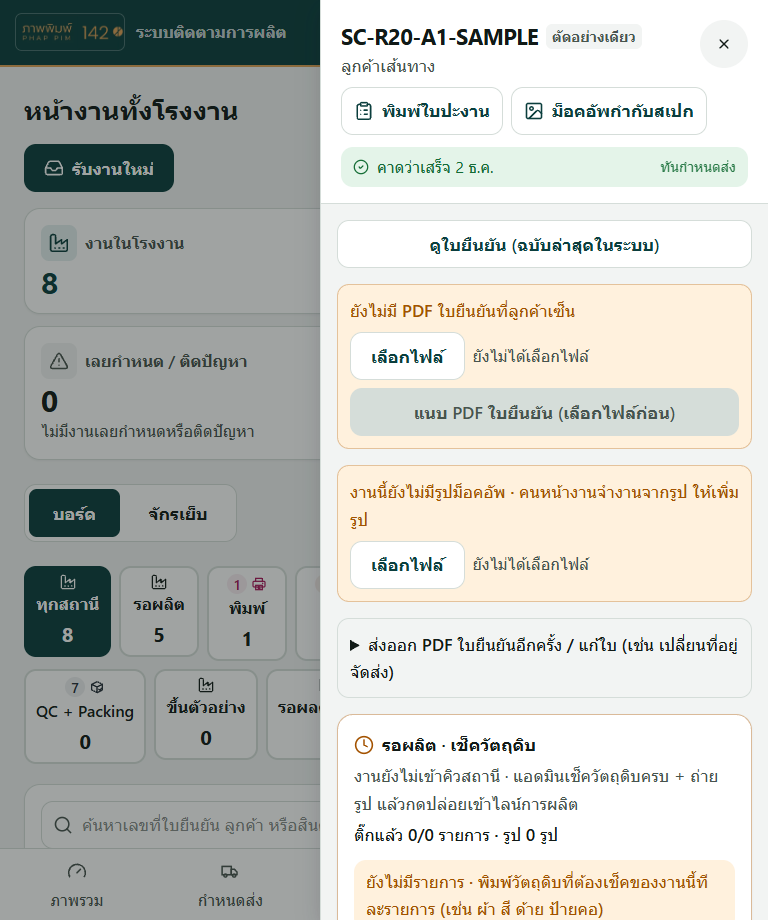 ภาพพิมพ์
PHAP PIM
142
ระบบติดตามการผลิต
หน้างานทั้งโรงงาน
รับงานใหม่
งานในโรงงาน
8
เลยกำหนด / ติดปัญหา
0
ไม่มีงานเลยกำหนดหรือติดปัญหา
บอร์ด
จักรเย็บ
ทุกสถานี
8
รอผลิต
5
1
พิมพ์
1
7
QC + Packing
0
ขึ้นตัวอย่าง
0
ค้นหาเลขที่ใบยืนยัน ลูกค้า
ภาพรวม
กำหนดส่ง
SC-R20-A1-SAMPLE ตัดอย่างเดียว
ลูกค้าเส้นทาง
พิมพ์ใบปะงาน
ม็อคอัพกำกับสเปก
คาดว่าเสร็จ 2 ธ.ค.
ทันกำหนดส่ง
ดูใบยืนยัน (ฉบับล่าสุดในระบบ)
ยังไม่มี PDF ใบยืนยันที่ลูกค้าเซ็น
เลือกไฟล์ ยังไม่ได้เลือกไฟล์
แนบ PDF ใบยืนยัน (เลือกไฟล์ก่อน)
งานนี้ยังไม่มีรูปม็อคอัพ · คนหน้างานจำงานจากรูป ให้เพิ่ม
รูป
เลือกไฟล์ ยังไม่ได้เลือกไฟล์
ส่งออก PDF ใบยืนยันอีกครั้ง / แก้ใบ (เช่น เปลี่ยนที่อยู่
จัดส่ง)
รอผลิต · เช็ควัตถุดิบ
งานยังไม่เข้าคิวสถานี · แอดมินเช็ควัตถุดิบครบ + ถ่าย
รูป แล้วกดปล่อยเข้าไลน์การผลิต
ติ๊กแล้ว 0/0 รายการ · รูป 0 รูป
ยังไม่มีรายการ · พิมพ์วัตถุดิบที่ต้องเช็คของงานนี้ที
ละรายการ (เช่น ผ้า สี ด้าย ป้ายคอ)